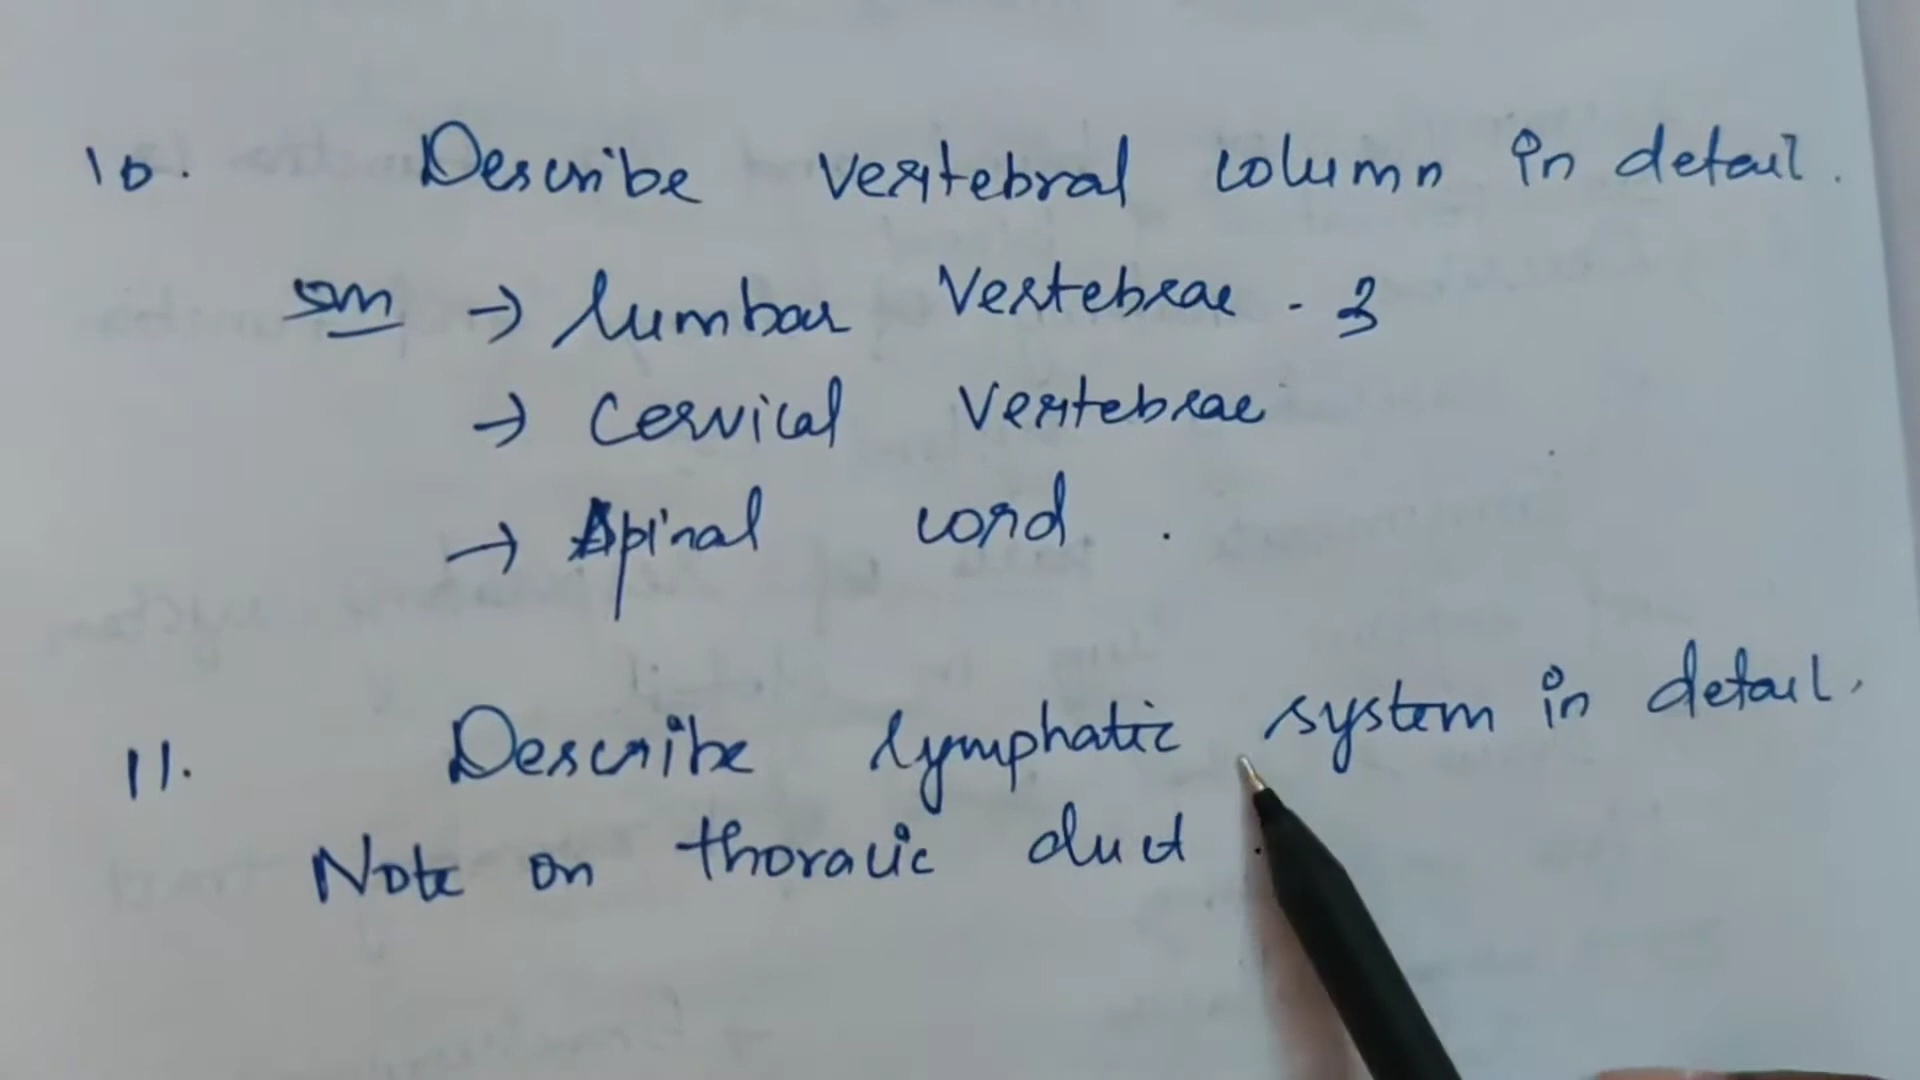 10. Describe vertebral column in detail.
5m → lumbar Vertebrae - 3
→ Cervical Vertebrae
→ Spinal cord.
11. Describe lymphatic system in detail.
Note on thoracic duct.